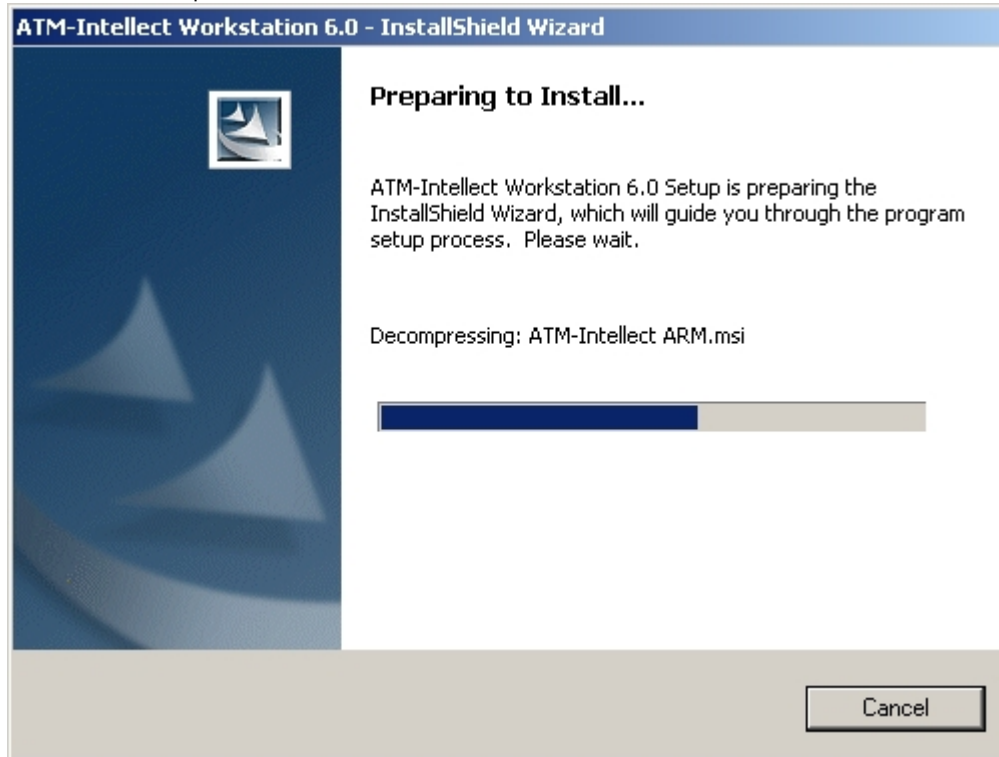 ATM-Intellect Workstation 6.0 - InstallShield Wizard
Preparing to Install...
ATM-Intellect Workstation 6.0 Setup is preparing the
InstallShield Wizard, which will guide you through the program
setup process.  Please wait.
Decompressing: ATM-Intellect ARM.msi
Cancel